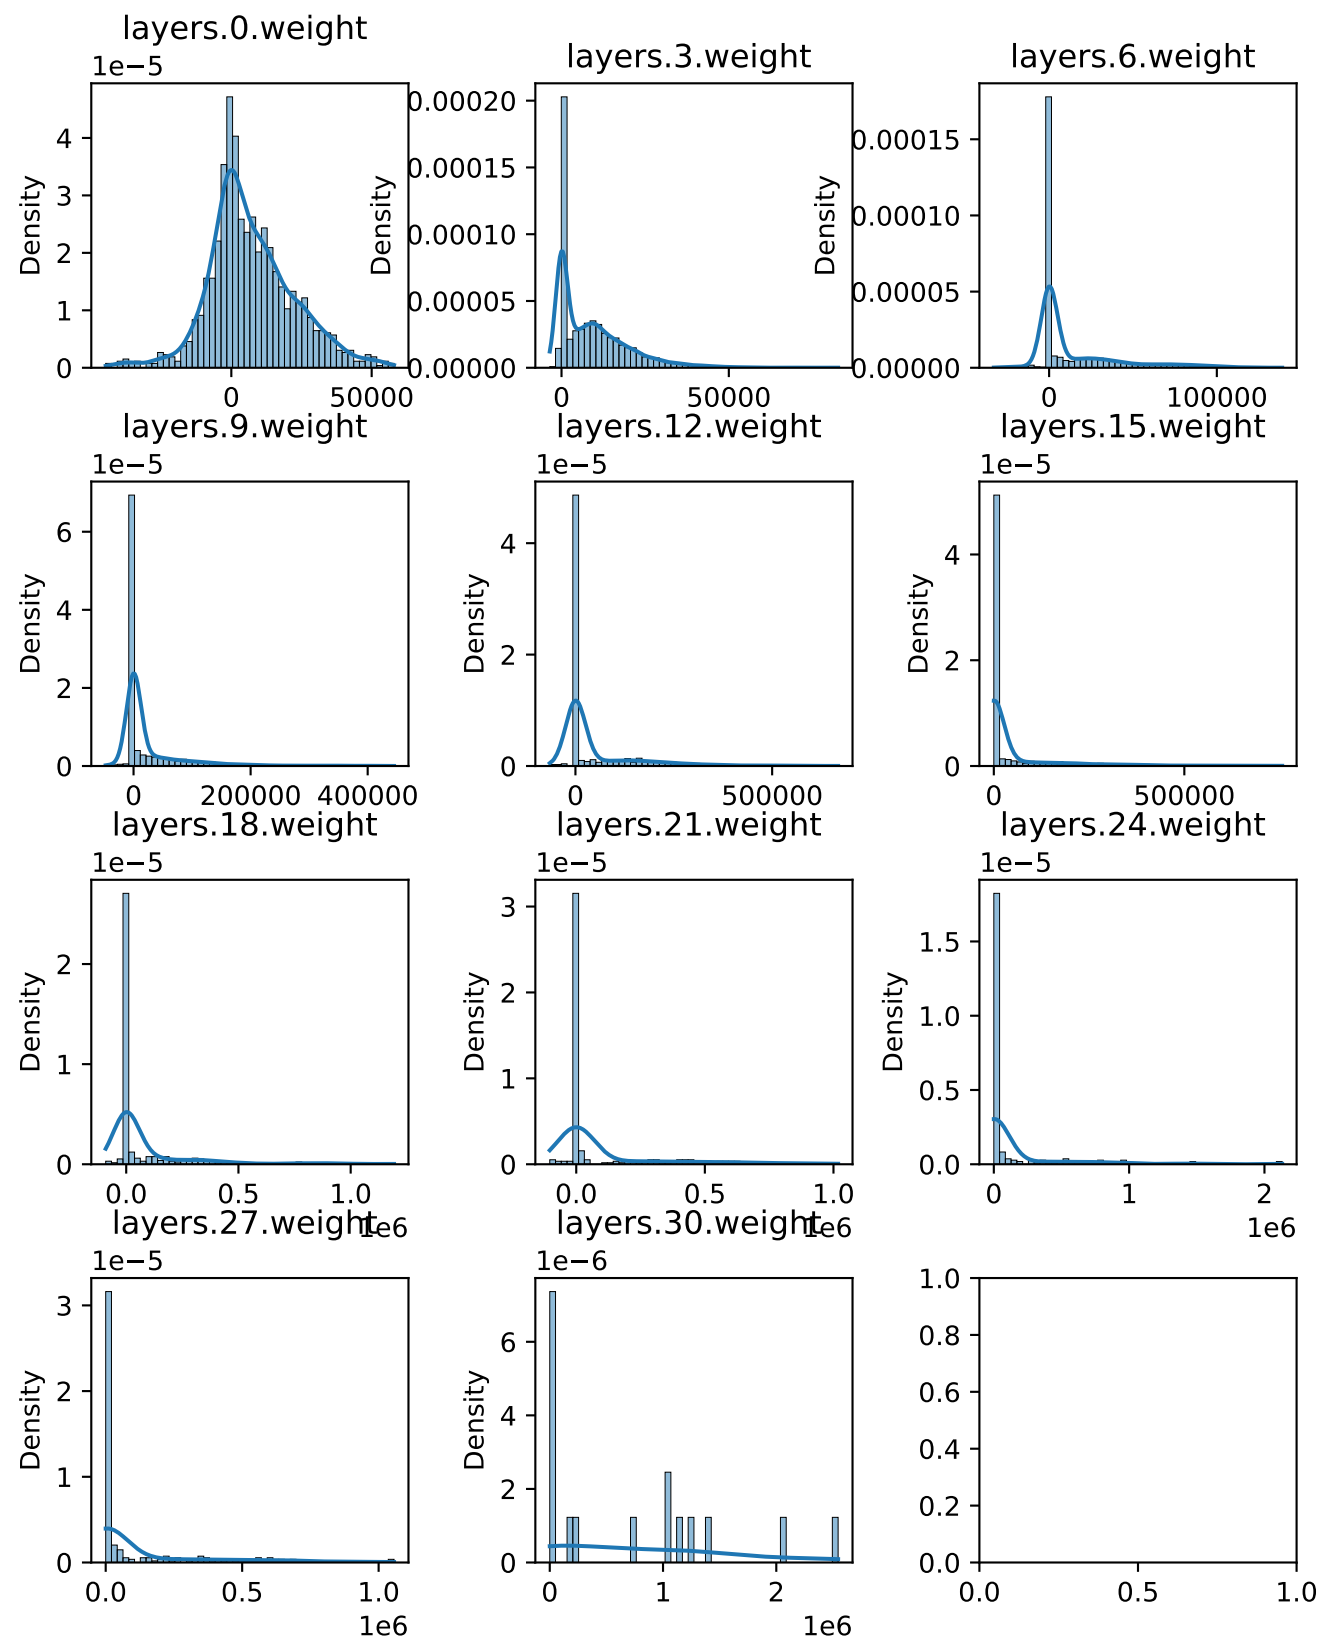 layers.0.weight
1e−5
Density
4
3
2
1
0
0
50000
layers.3.weight
Density
0.00020
0.00015
0.00010
0.00005
0.00000
0
50000
layers.6.weight
Density
0.00015
0.00010
0.00005
0.00000
0
100000
layers.9.weight
1e−5
Density
6
4
2
0
0
200000
400000
layers.12.weight
1e−5
Density
4
2
0
0
500000
layers.15.weight
1e−5
Density
4
2
0
0
500000
layers.18.weight
1e−5
Density
2
1
0
0.0
0.5
1.0
1e6
layers.21.weight
1e−5
Density
3
2
1
0
0.0
0.5
1.0
1e6
layers.24.weight
1e−5
Density
1.5
1.0
0.5
0.0
0
1
2
1e6
layers.27.weight
1e−5
Density
3
2
1
0
0.0
0.5
1.0
1e6
layers.30.weight
1e−6
Density
6
4
2
0
0
1
2
1e6
1.0
0.8
0.6
0.4
0.2
0.0
0.0
0.5
1.0